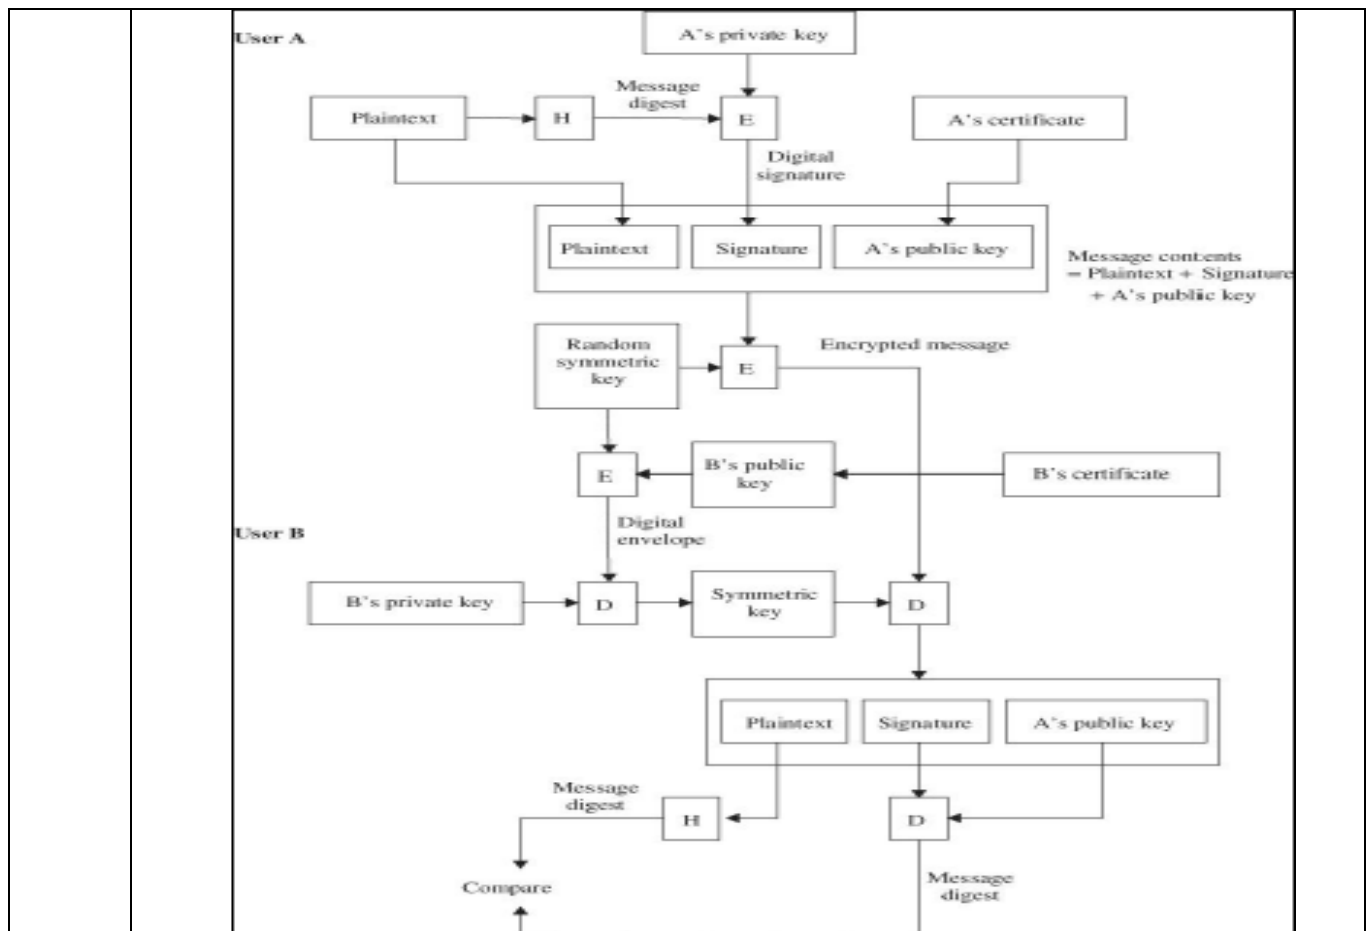 User A
A's private key
Message
digest
Plaintext
H
E
A's certificate
Digital
signature
Plaintext
Signature
A's public key
Message contents
= Plaintext + Signature
+ A's publiic key
Random
symmetric
key
E
Encrypted message
E
B's public
key
B's certificate
User B
Digital
envelope
B's private key
D
Symmetric
key
D
Plaintext
Signature
A's public key
Message
digest
H
D
Compare
Message
digest